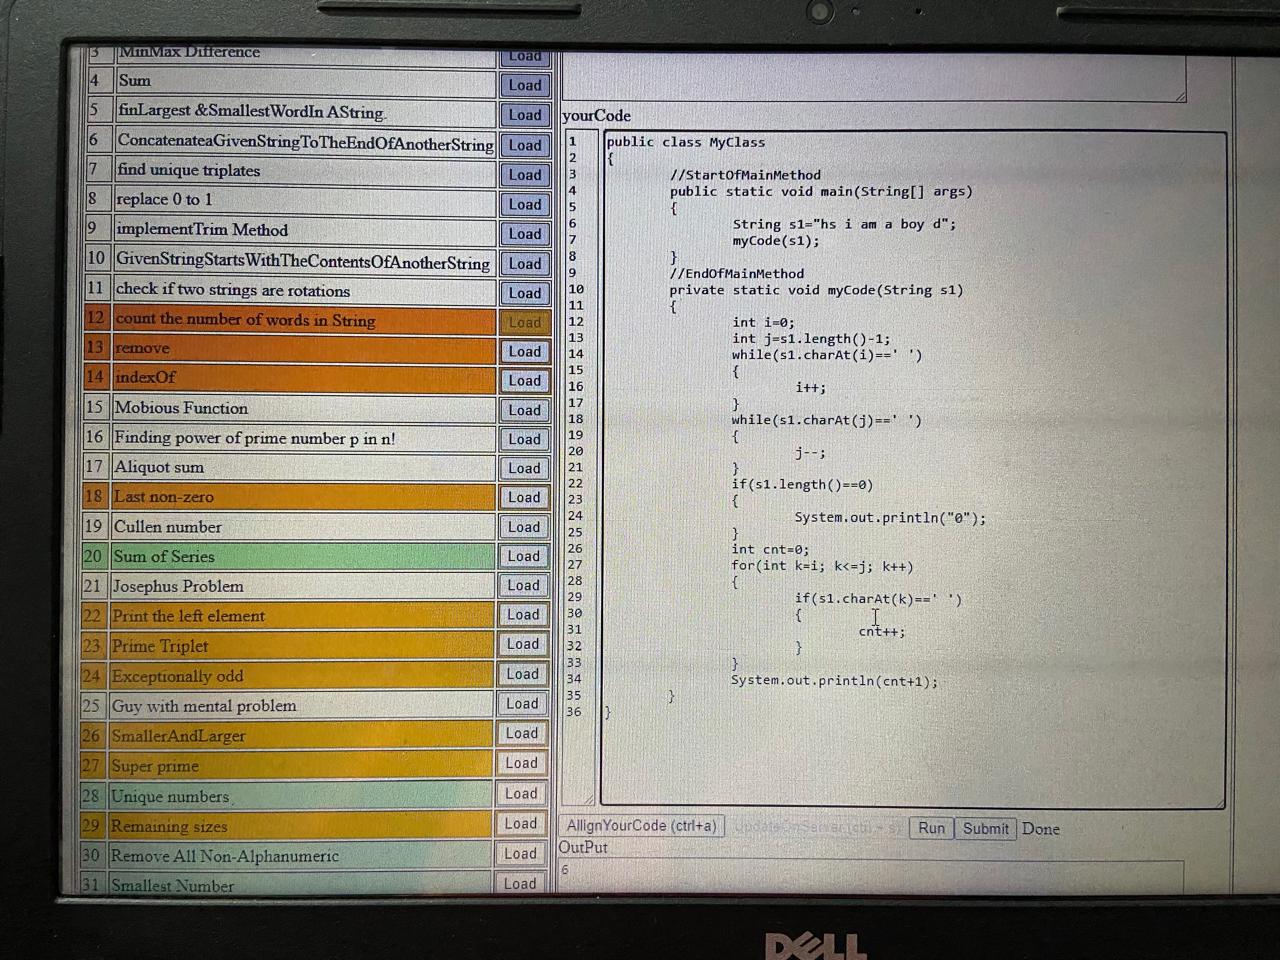 3 MinMax Difference Load
4 Sum Load
5 finLargest &SmallestWordIn AString Load
6 ConcatenateaGivenStringToTheEndOfAnotherString Load
7 find unique triplates Load
8 replace 0 to 1 Load
9 implementTrim Method Load
10 GivenStringStartsWithTheContentsOfAnotherString Load
11 check if two strings are rotations Load
12 count the number of words in String Load
13 remove Load
14 indexOf Load
15 Mobious Function Load
16 Finding power of prime number p in n! Load
17 Aliquot sum Load
18 Last non-zero Load
19 Cullen number Load
20 Sum of Series Load
21 Josephus Problem Load
22 Print the left element Load
23 Prime Triplet Load
24 Exceptionally odd Load
25 Guy with mental problem Load
26 SmallerAndLarger Load
27 Super prime Load
28 Unique numbers Load
29 Remaining sizes Load
30 Remove All Non-Alphanumeric Load
31 Smallest Number Load
yourCode
1 public class MyClass
2 {
3 //StartOfMainMethod
4 public static void main(String[] args)
5 {
6 String s1="hs i am a boy d";
7 myCode(s1);
8 }
9 //EndOfMainMethod
10 private static void myCode(String s1)
11 {
12 int i=0;
13 int j=s1.length()-1;
14 while(s1.charAt(i)==' ')
15 {
16 i++;
17 }
18 while(s1.charAt(j)==' ')
19 {
20 j--;
21 }
22 if(s1.length()==0)
23 {
24 System.out.println("0");
25 }
26 int cnt=0;
27 for(int k=i; k<=j; k++)
28 {
29 if(s1.charAt(k)==' ')
30 {
31 cnt++;
32 }
33 }
34 System.out.println(cnt+1);
35 }
36 }
AllignYourCode (ctrl+a) Run Submit Done
OutPut
6
DELL